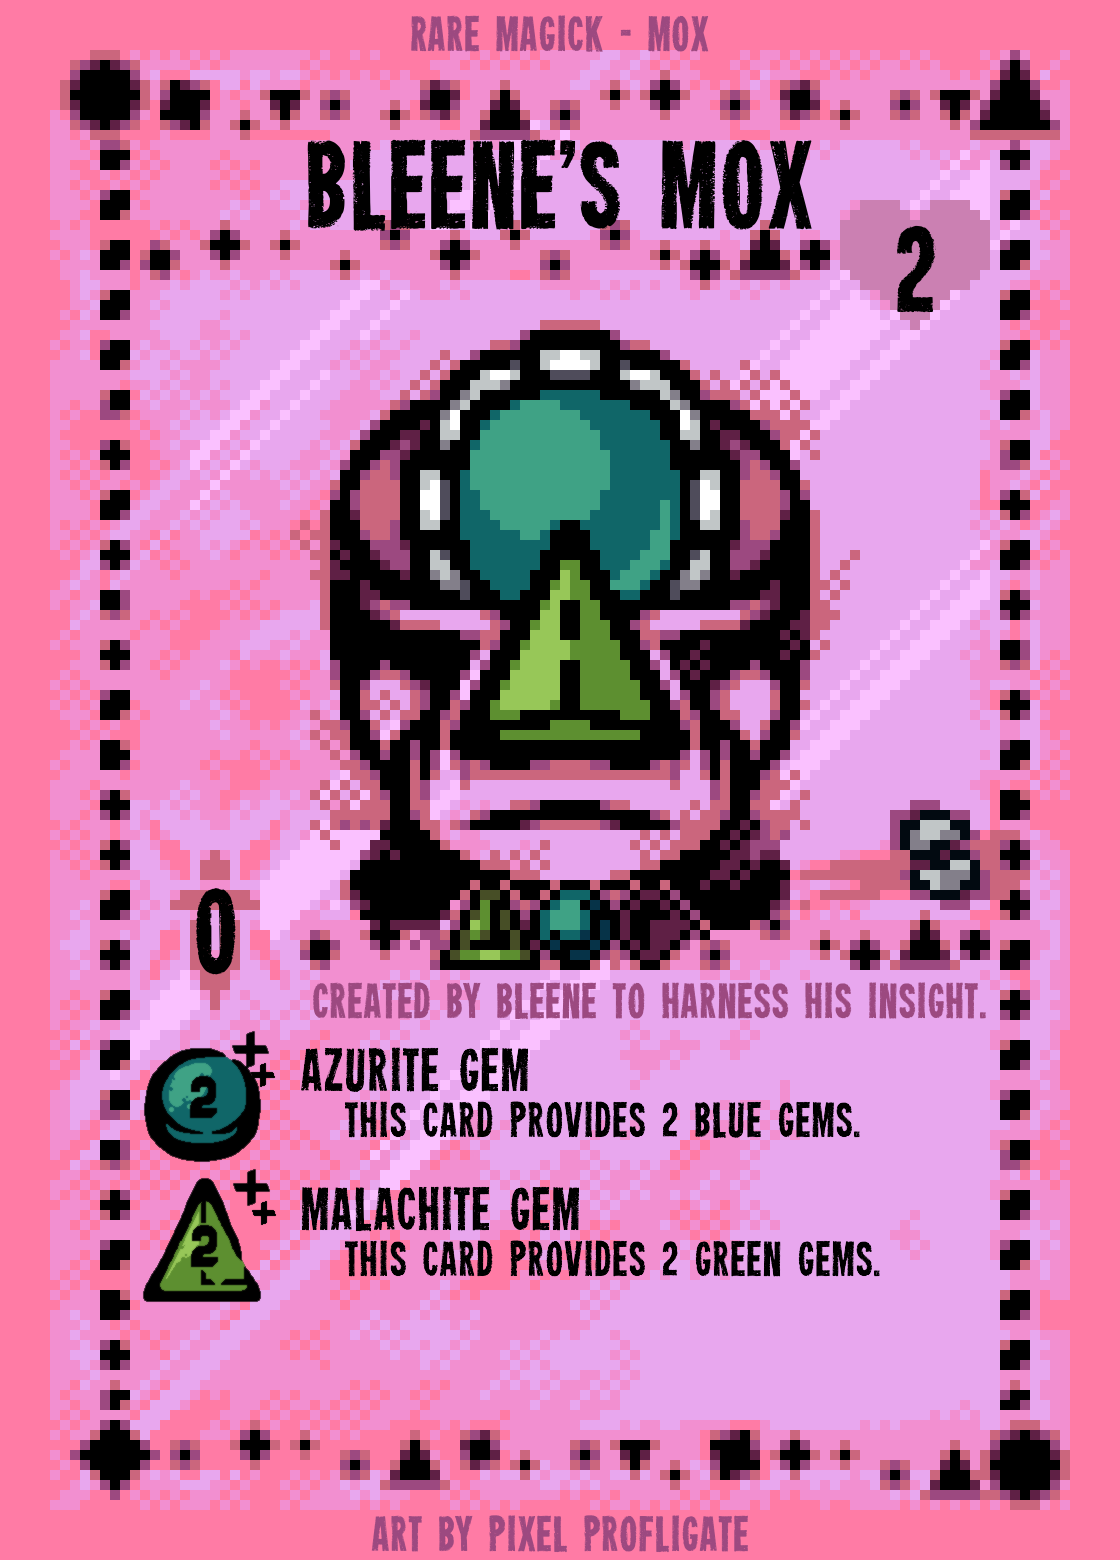 RARE MAGICK - MOX
BLEENE'S MOX
2
0
CREATED BY BLEENE TO HARNESS HIS INSIGHT.
2
AZURITE GEM
THIS CARD PROVIDES 2 BLUE GEMS.
2
MALACHITE GEM
THIS CARD PROVIDES 2 GREEN GEMS.
ART BY PIXEL PROFLIGATE